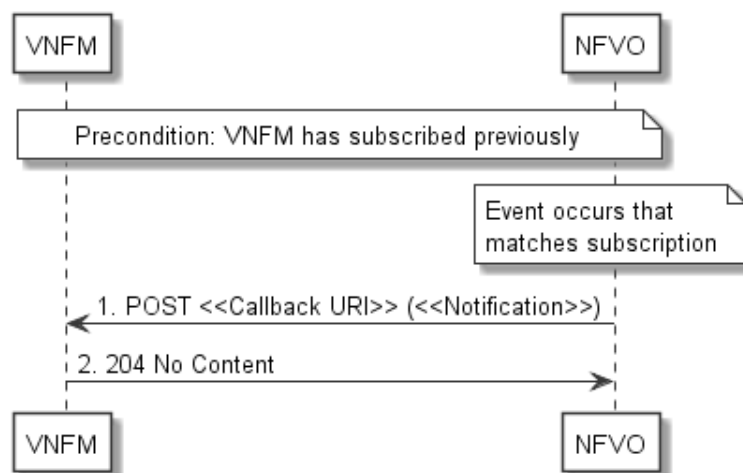 VNFM
NFVO
Precondition: VNFM has subscribed previously
Event occurs that
matches subscription
1. POST <<Callback URI>> (<<Notification>>)
2. 204 No Content
VNFM
NFVO